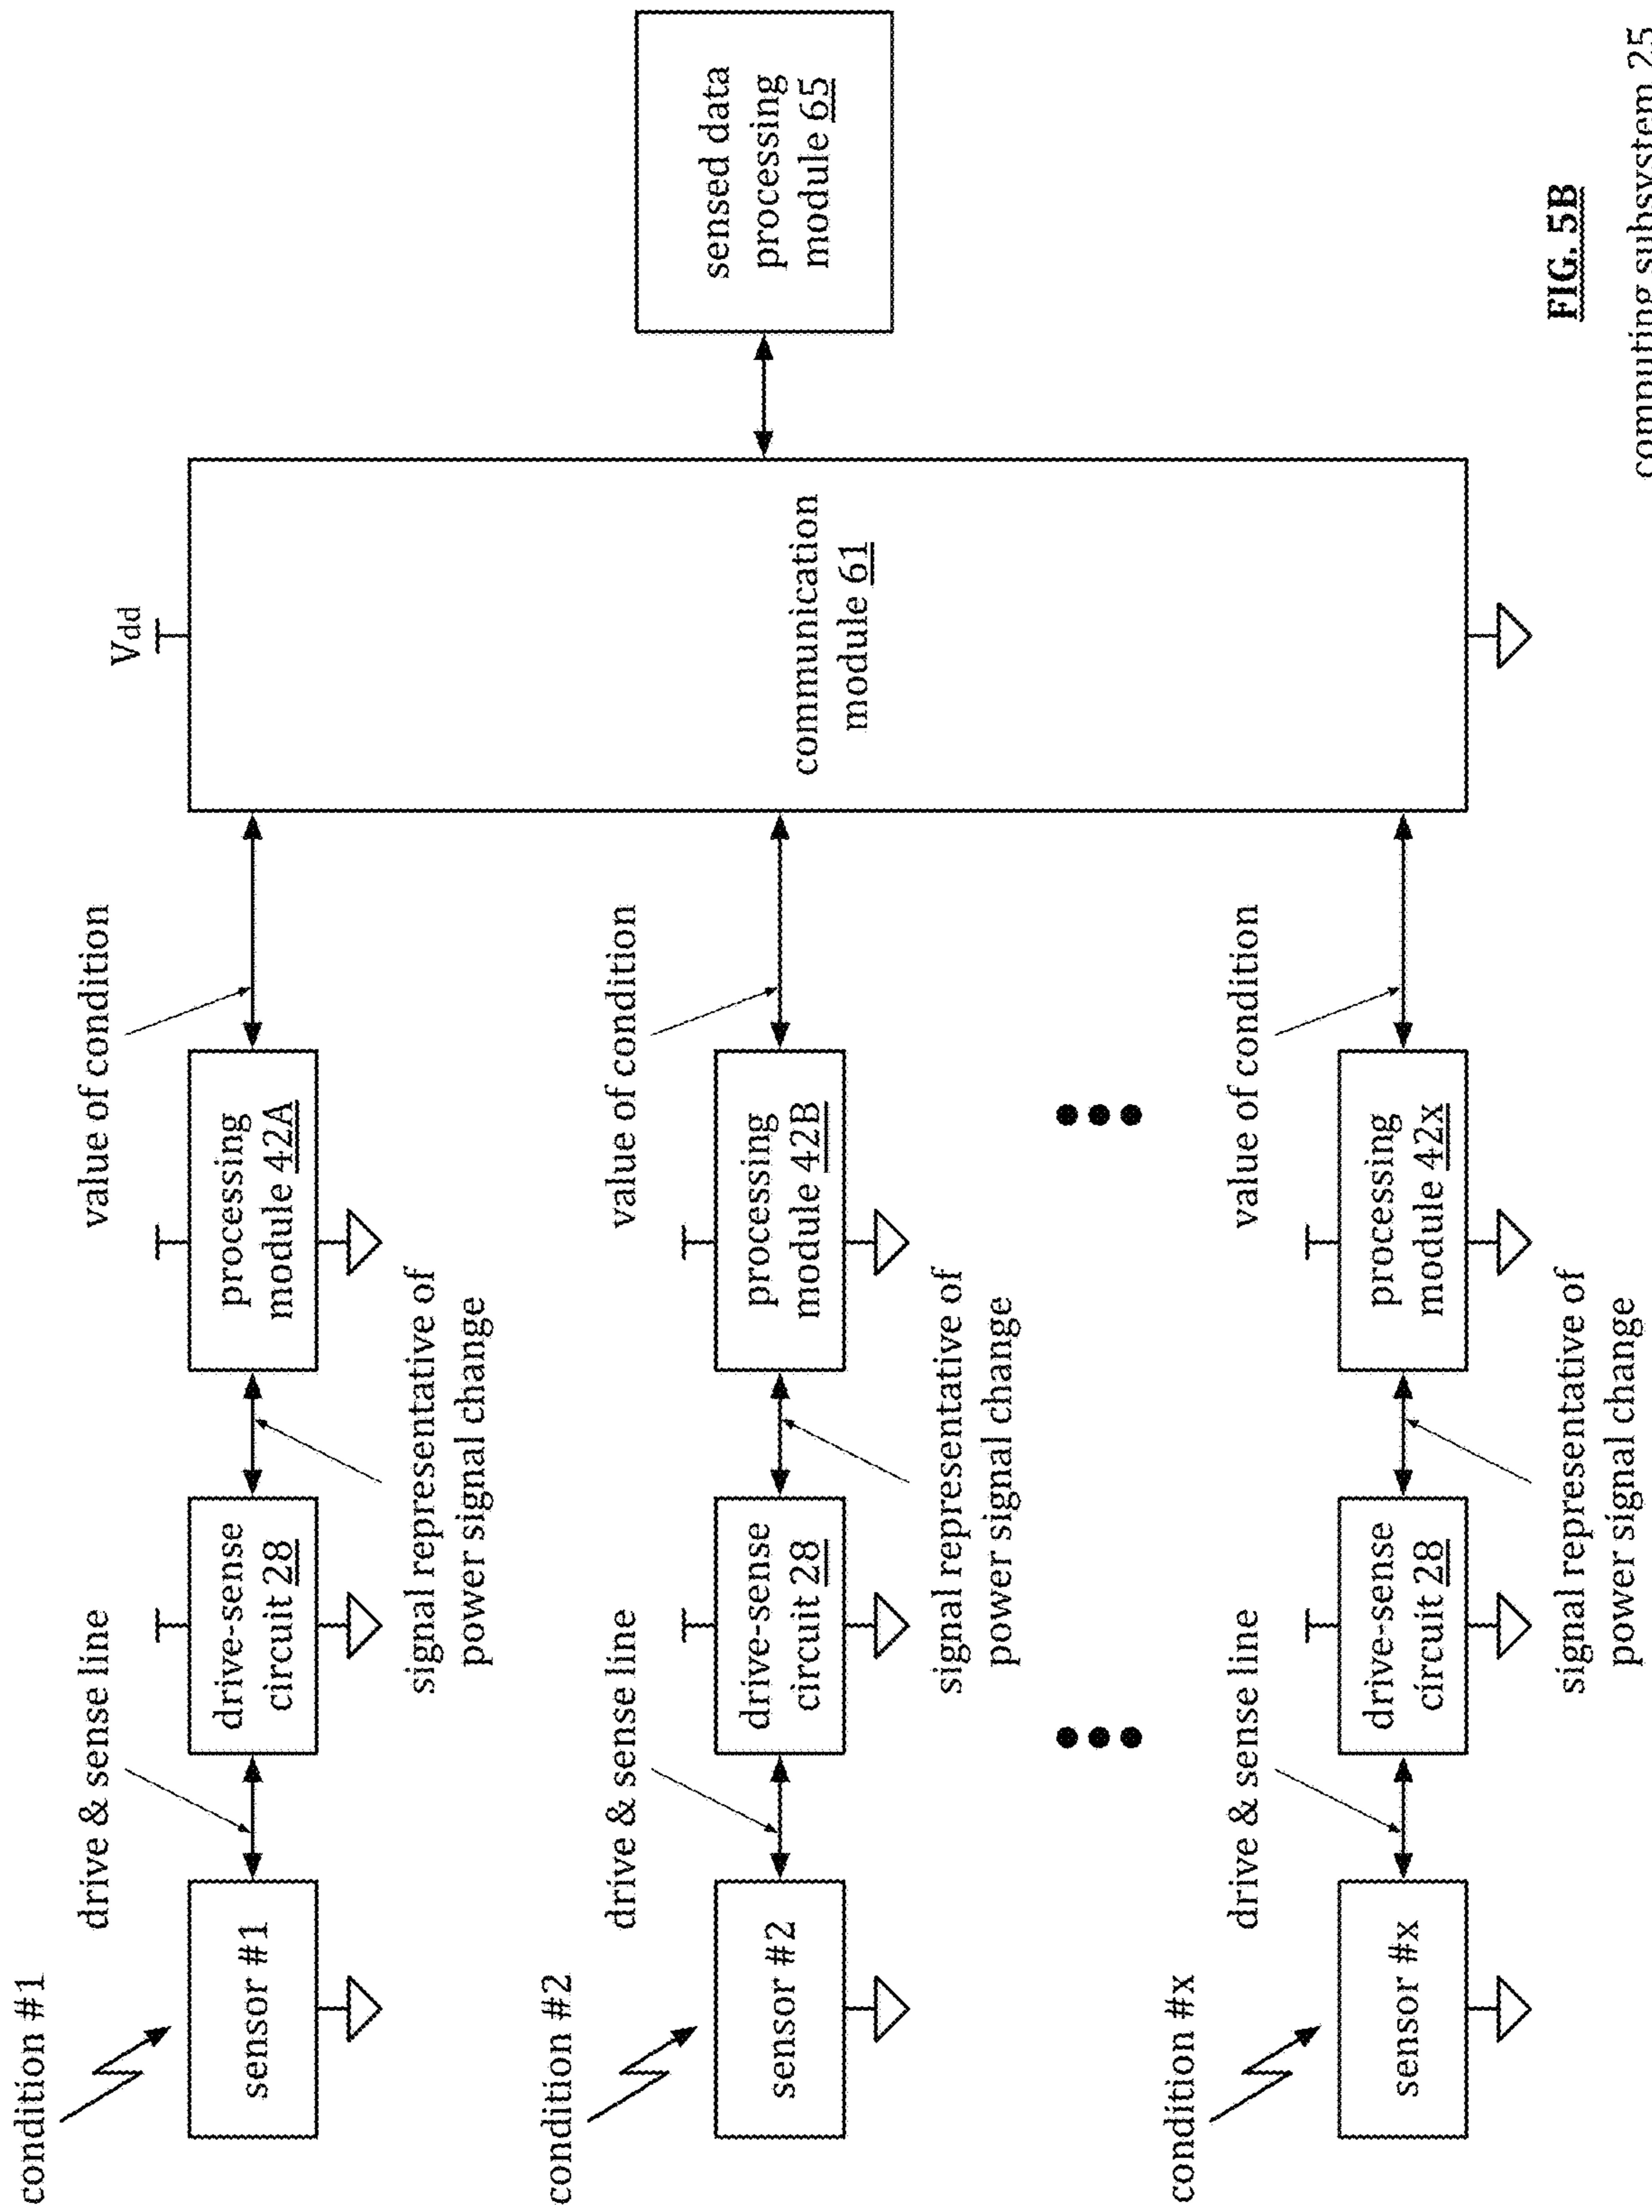 condition #1
drive & sense line
value of condition
Vdd
sensor #1
drive-sense
circuit 28
processing
module 42A
signal representative of
power signal change
condition #2
drive & sense line
value of condition
sensor #2
drive-sense
circuit 28
processing
module 42B
signal representative of
power signal change
communication
module 61
sensed data
processing
module 65
condition #x
drive & sense line
value of condition
sensor #x
drive-sense
circuit 28
processing
module 42x
signal representative of
power signal change
FIG. 5B
computing subsystem 25